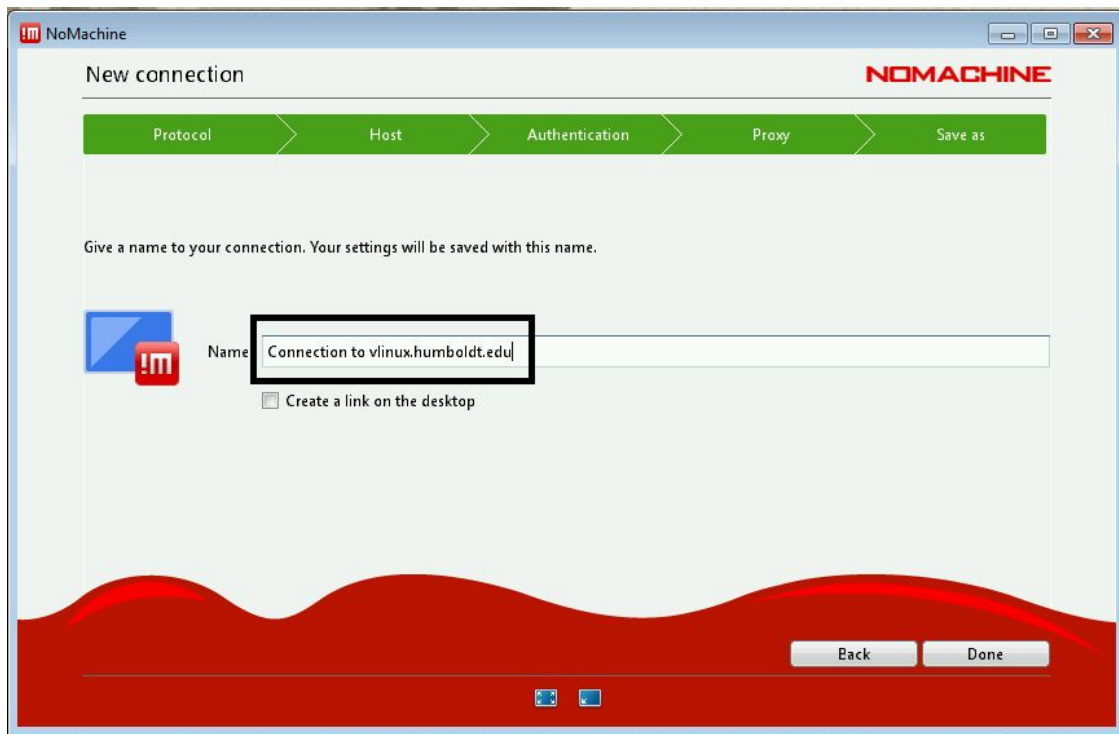 !M NoMachine
New connection
NOMACHINE
Protocol Host Authentication Proxy Save as
Give a name to your connection. Your settings will be saved with this name.
!M
Name Connection to vlinux.humboldt.edu
Create a link on the desktop
Back Done